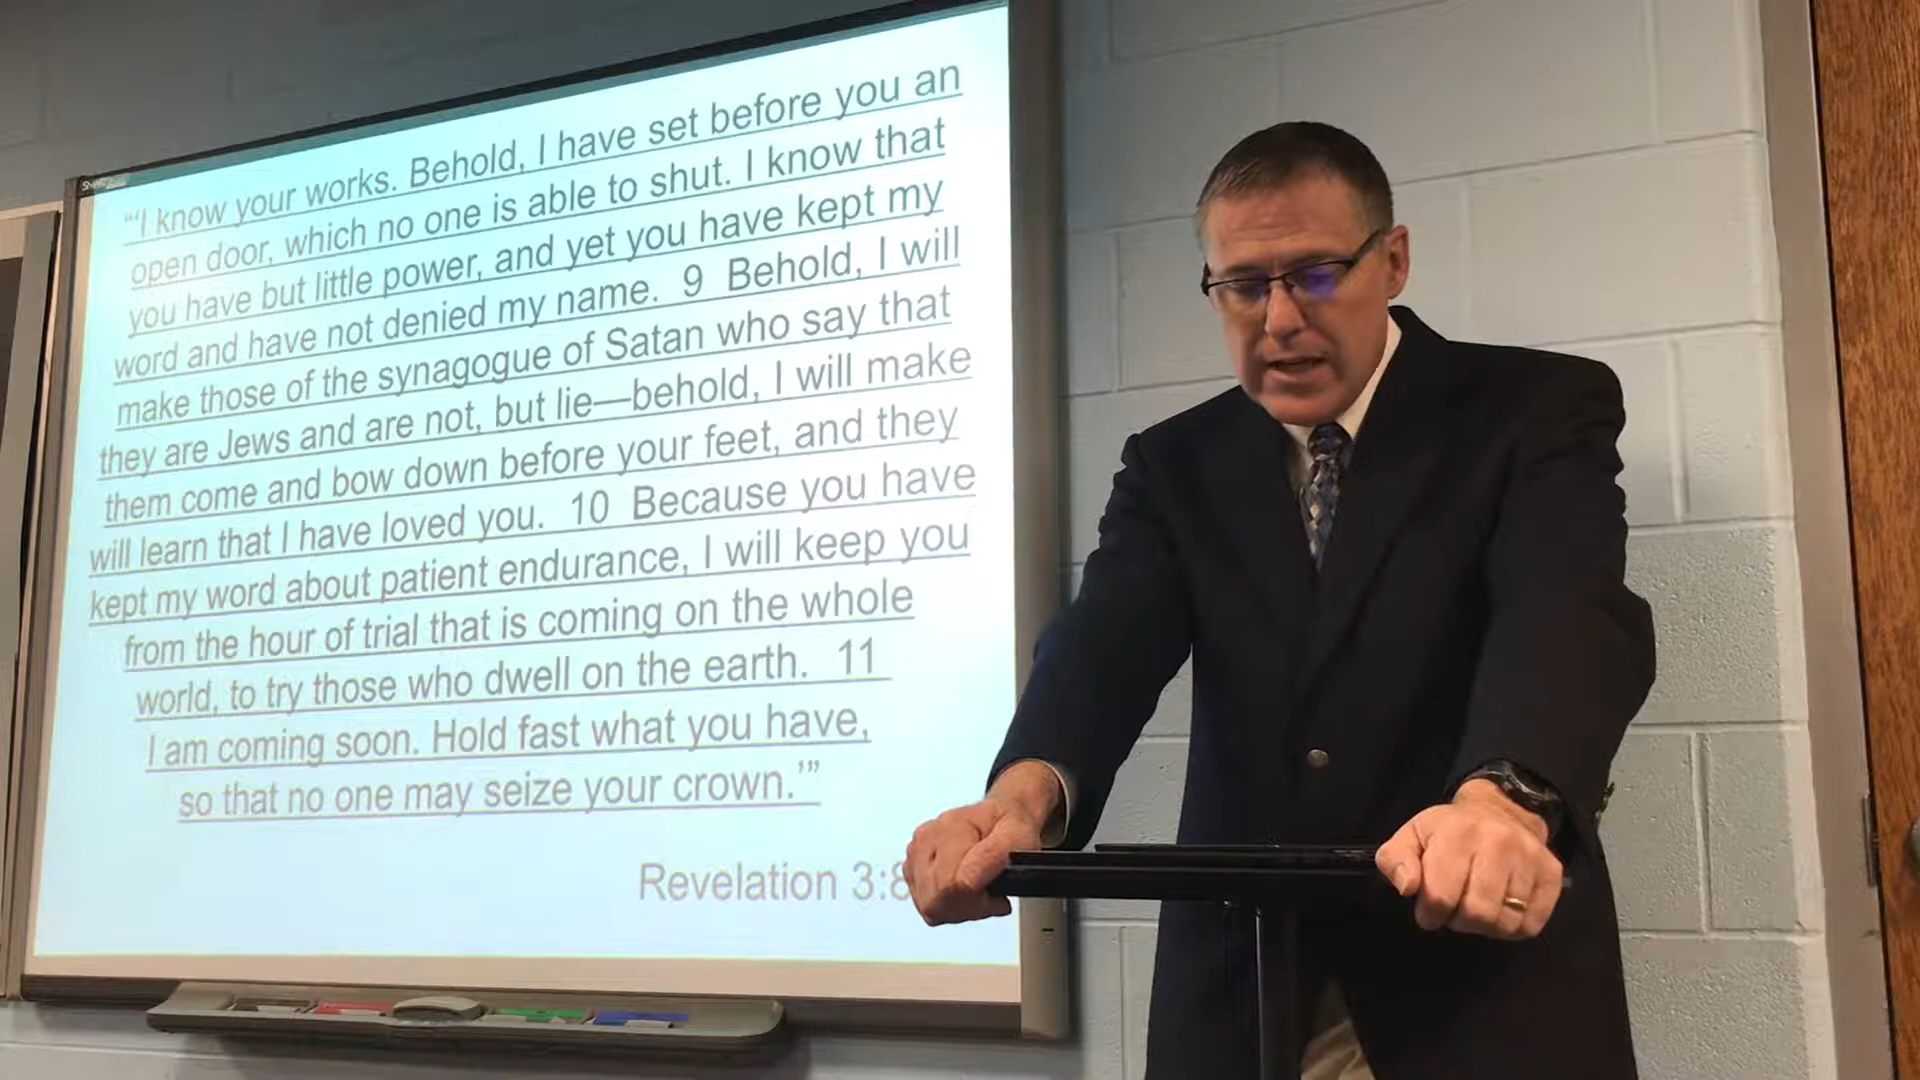 “‘I know your works. Behold, I have set before you an
open door, which no one is able to shut. I know that
you have but little power, and yet you have kept my
word and have not denied my name. 9 Behold, I will
make those of the synagogue of Satan who say that
they are Jews and are not, but lie—behold, I will make
them come and bow down before your feet, and they
will learn that I have loved you. 10 Because you have
kept my word about patient endurance, I will keep you
from the hour of trial that is coming on the whole
world, to try those who dwell on the earth. 11
I am coming soon. Hold fast what you have,
so that no one may seize your crown.’”
Revelation 3:8